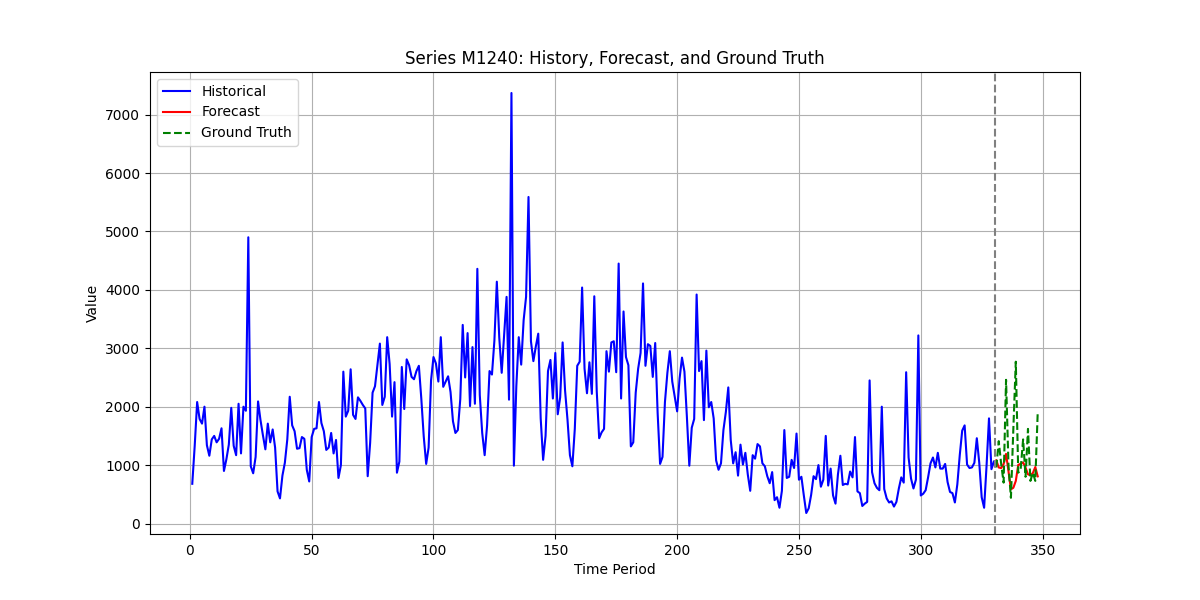 Series M1240: History, Forecast, and Ground Truth
Historical
Forecast
Ground Truth
Value
7000
6000
5000
4000
3000
2000
1000
0
0 50 100 150 200 250 300 350
Time Period